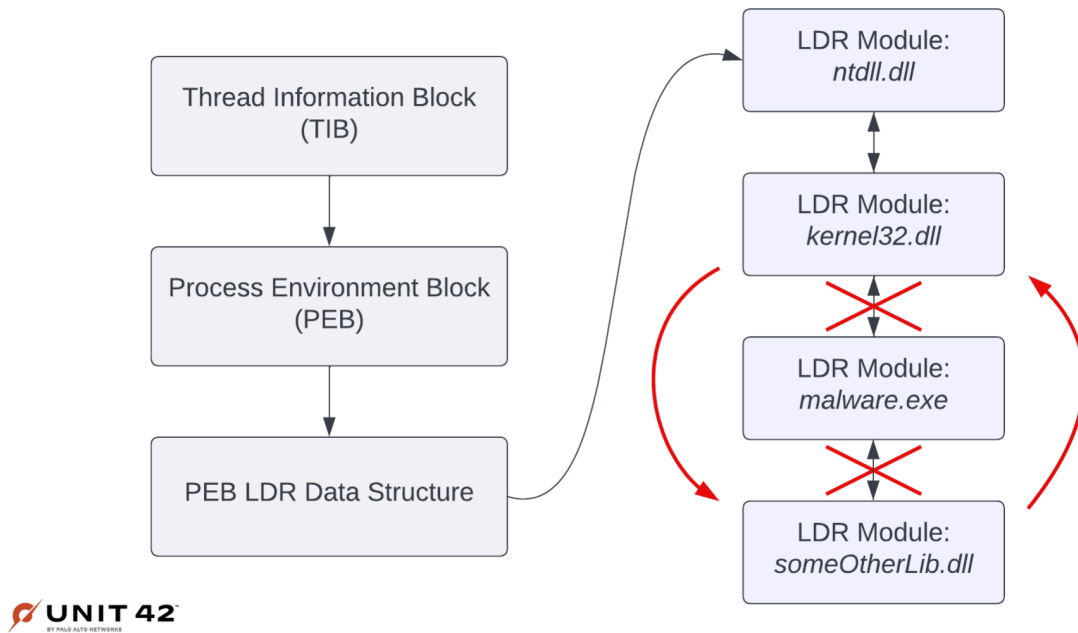 Thread Information Block
(TIB)
Process Environment Block
(PEB)
PEB LDR Data Structure
LDR Module:
ntdll.dll
LDR Module:
kernel32.dll
LDR Module:
malware.exe
LDR Module:
someOtherLib.dll
UNIT 42
BY PALO ALTO NETWORKS